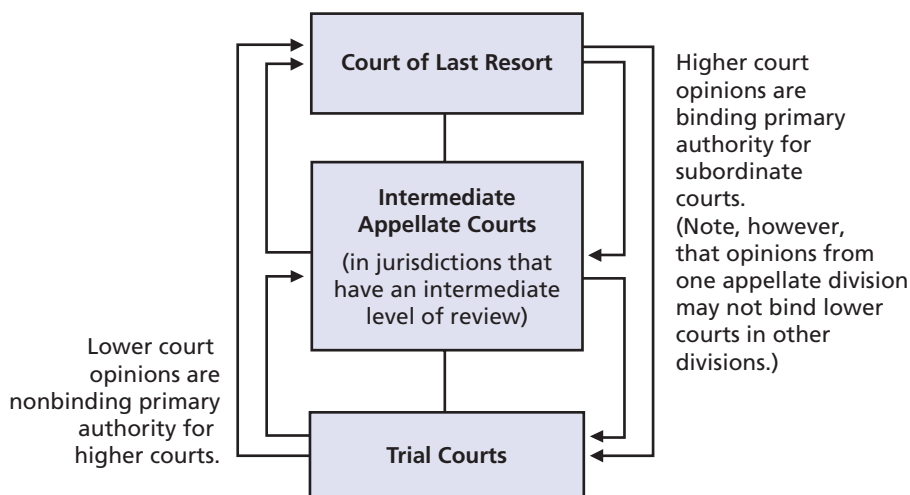 Court of Last Resort
Higher court
opinions are
binding primary
authority for
subordinate
courts.
(Note, however,
that opinions from
one appellate division
may not bind lower
courts in other
divisions.)
Intermediate
Appellate Courts
(in jurisdictions that
have an intermediate
level of review)
Lower court
opinions are
nonbinding primary
authority for
higher courts.
Trial Courts